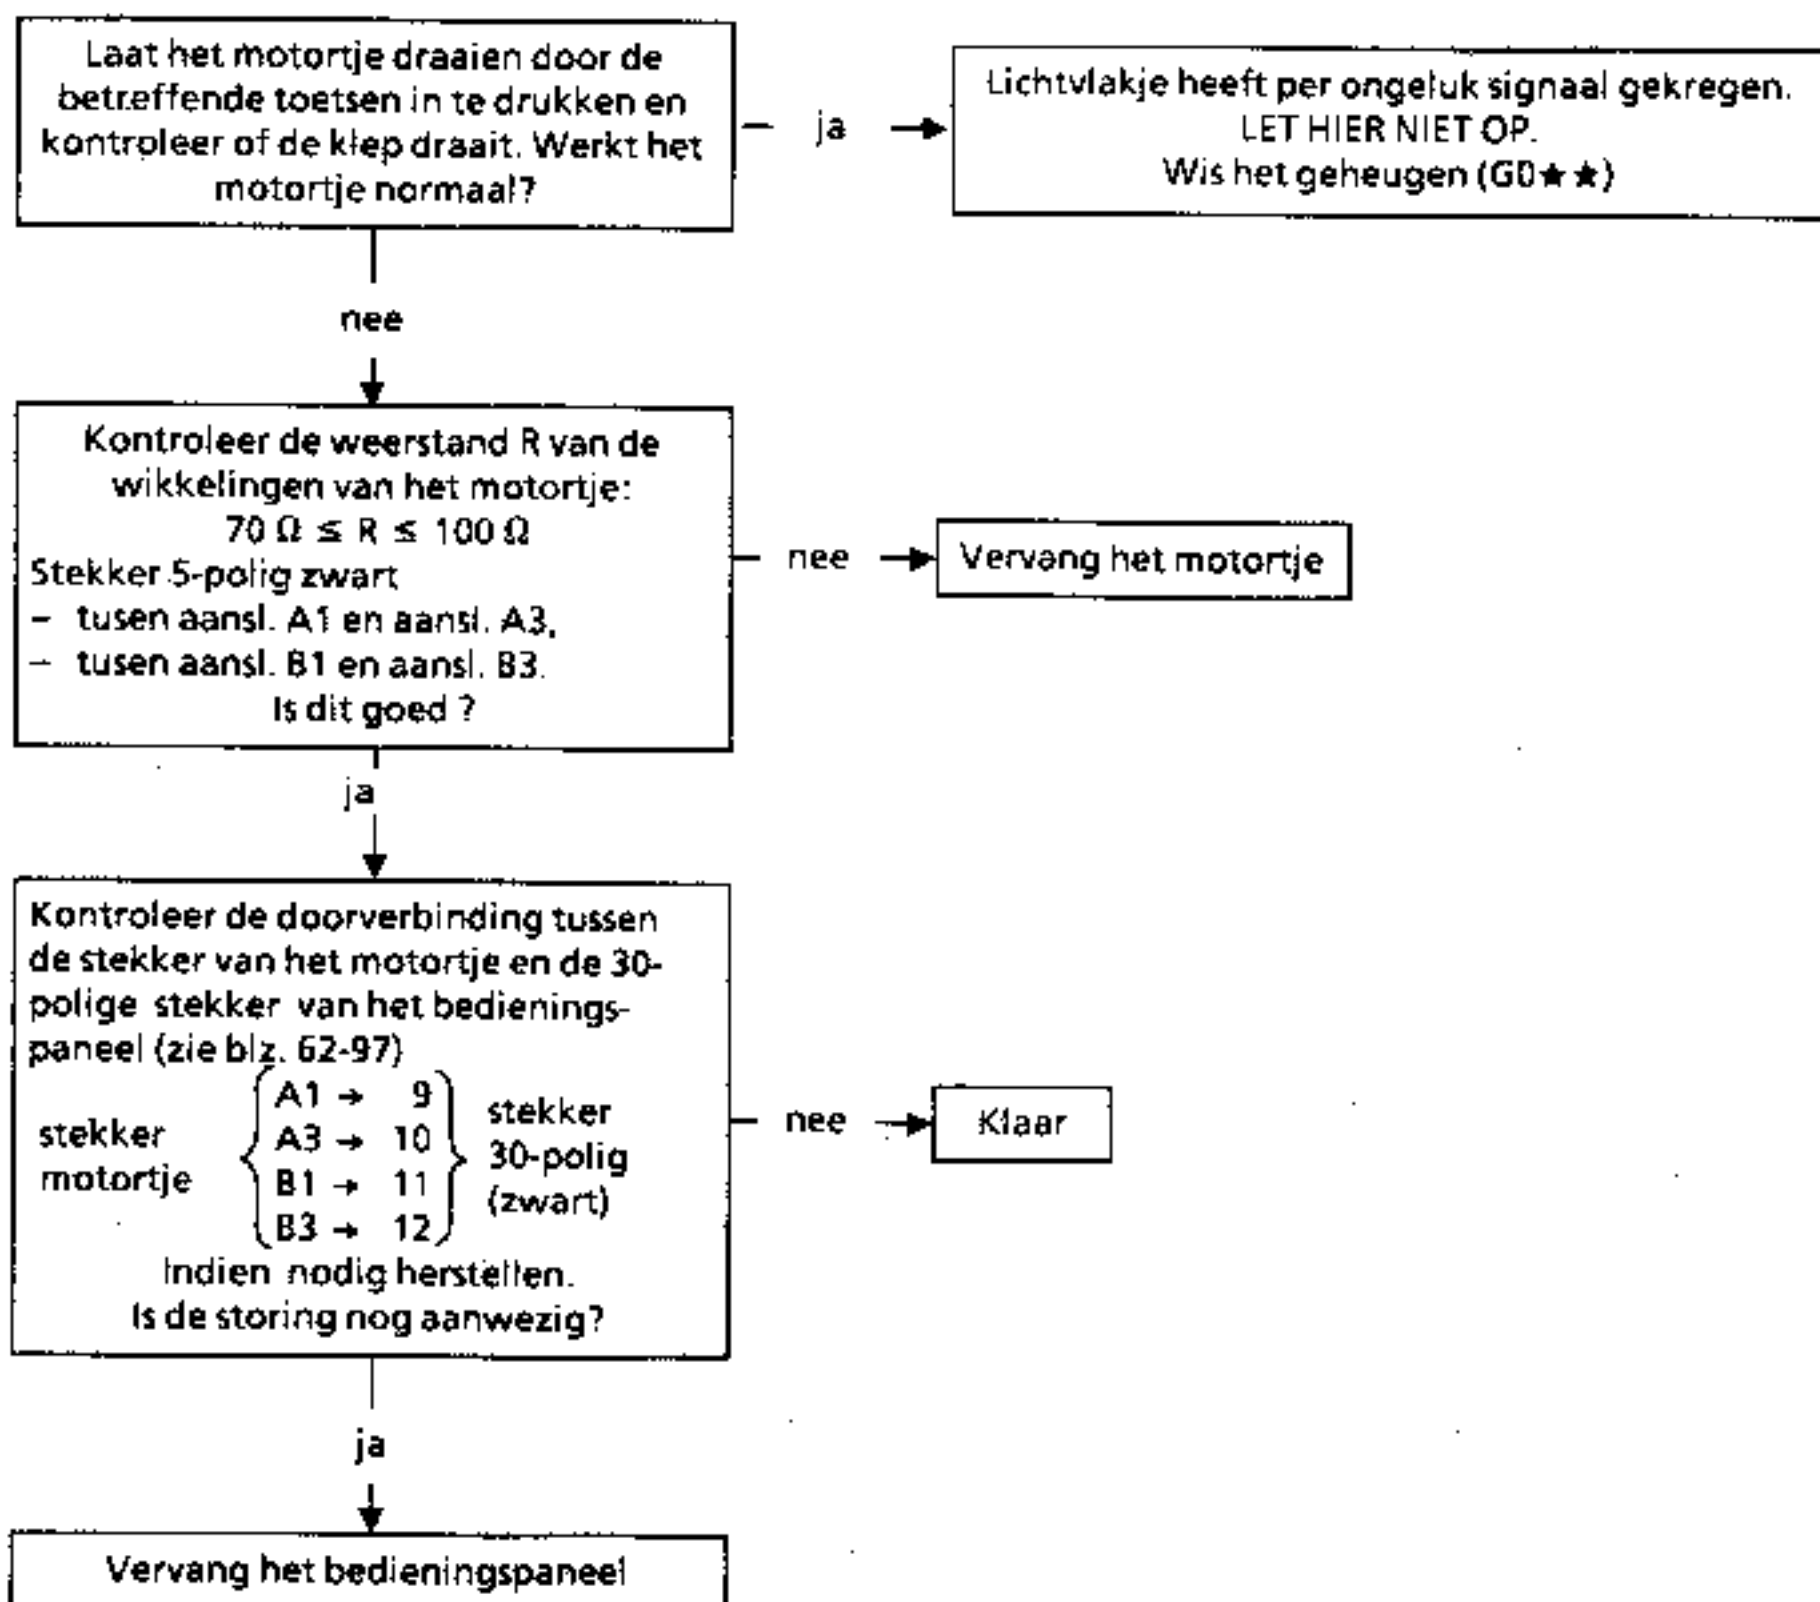 Laat het motortje draaien door de
betreffende toetsen in te drukken en
kontroleer of de klep draait. Werkt het
motortje normaal?
ja
Lichtvlakje heeft per ongeluk signaal gekregen.
LET HIER NIET OP.
Wis het geheugen (G0★★)
nee
Kontroleer de weerstand R van de
wikkelingen van het motortje:
70 Ω ≤ R ≤ 100 Ω
Stekker 5-polig zwart
– tusen aansl. A1 en aansl. A3,
– tusen aansl. B1 en aansl. B3.
Is dit goed ?
nee
Vervang het motortje
ja
Kontroleer de doorverbinding tussen
de stekker van het motortje en de 30-
polige stekker van het bedienings-
paneel (zie blz. 62-97)
stekker
motortje
A1 → 9
A3 → 10
B1 → 11
B3 → 12
stekker
30-polig
(zwart)
Indien nodig herstellen.
Is de storing nog aanwezig?
nee
Klaar
ja
Vervang het bedieningspaneel